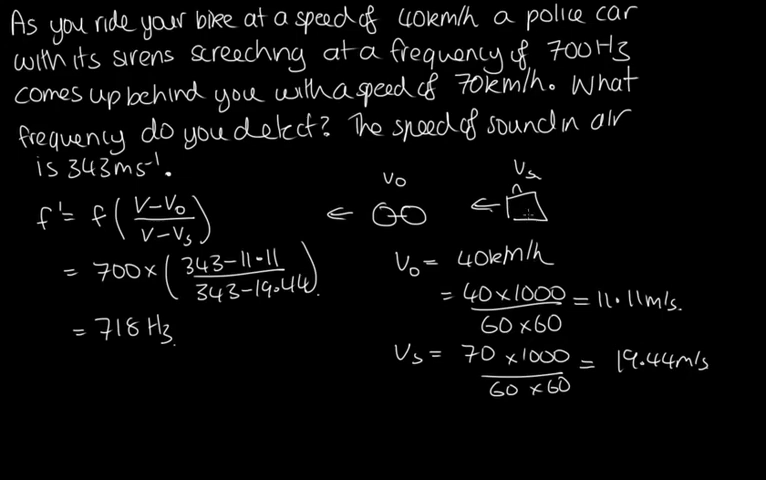 As you ride your bike at a speed of 40km/h a police car
with its sirens screechng at a frequency of 700Hz
comes up behind you with a speed of 70km/h. What
frequency do you detect? The speed of sound in air
is 343ms⁻¹.
f' = f ( V-Vo / V-Vs )
= 700 × ( 343-11.11 / 343-19.44 ).
= 718Hz.
Vo
Vs
←
←
Vo = 40km/h
= 40×1000 / 60×60 = 11.11m/s.
Vs = 70×1000 / 60×60 = 19.44m/s